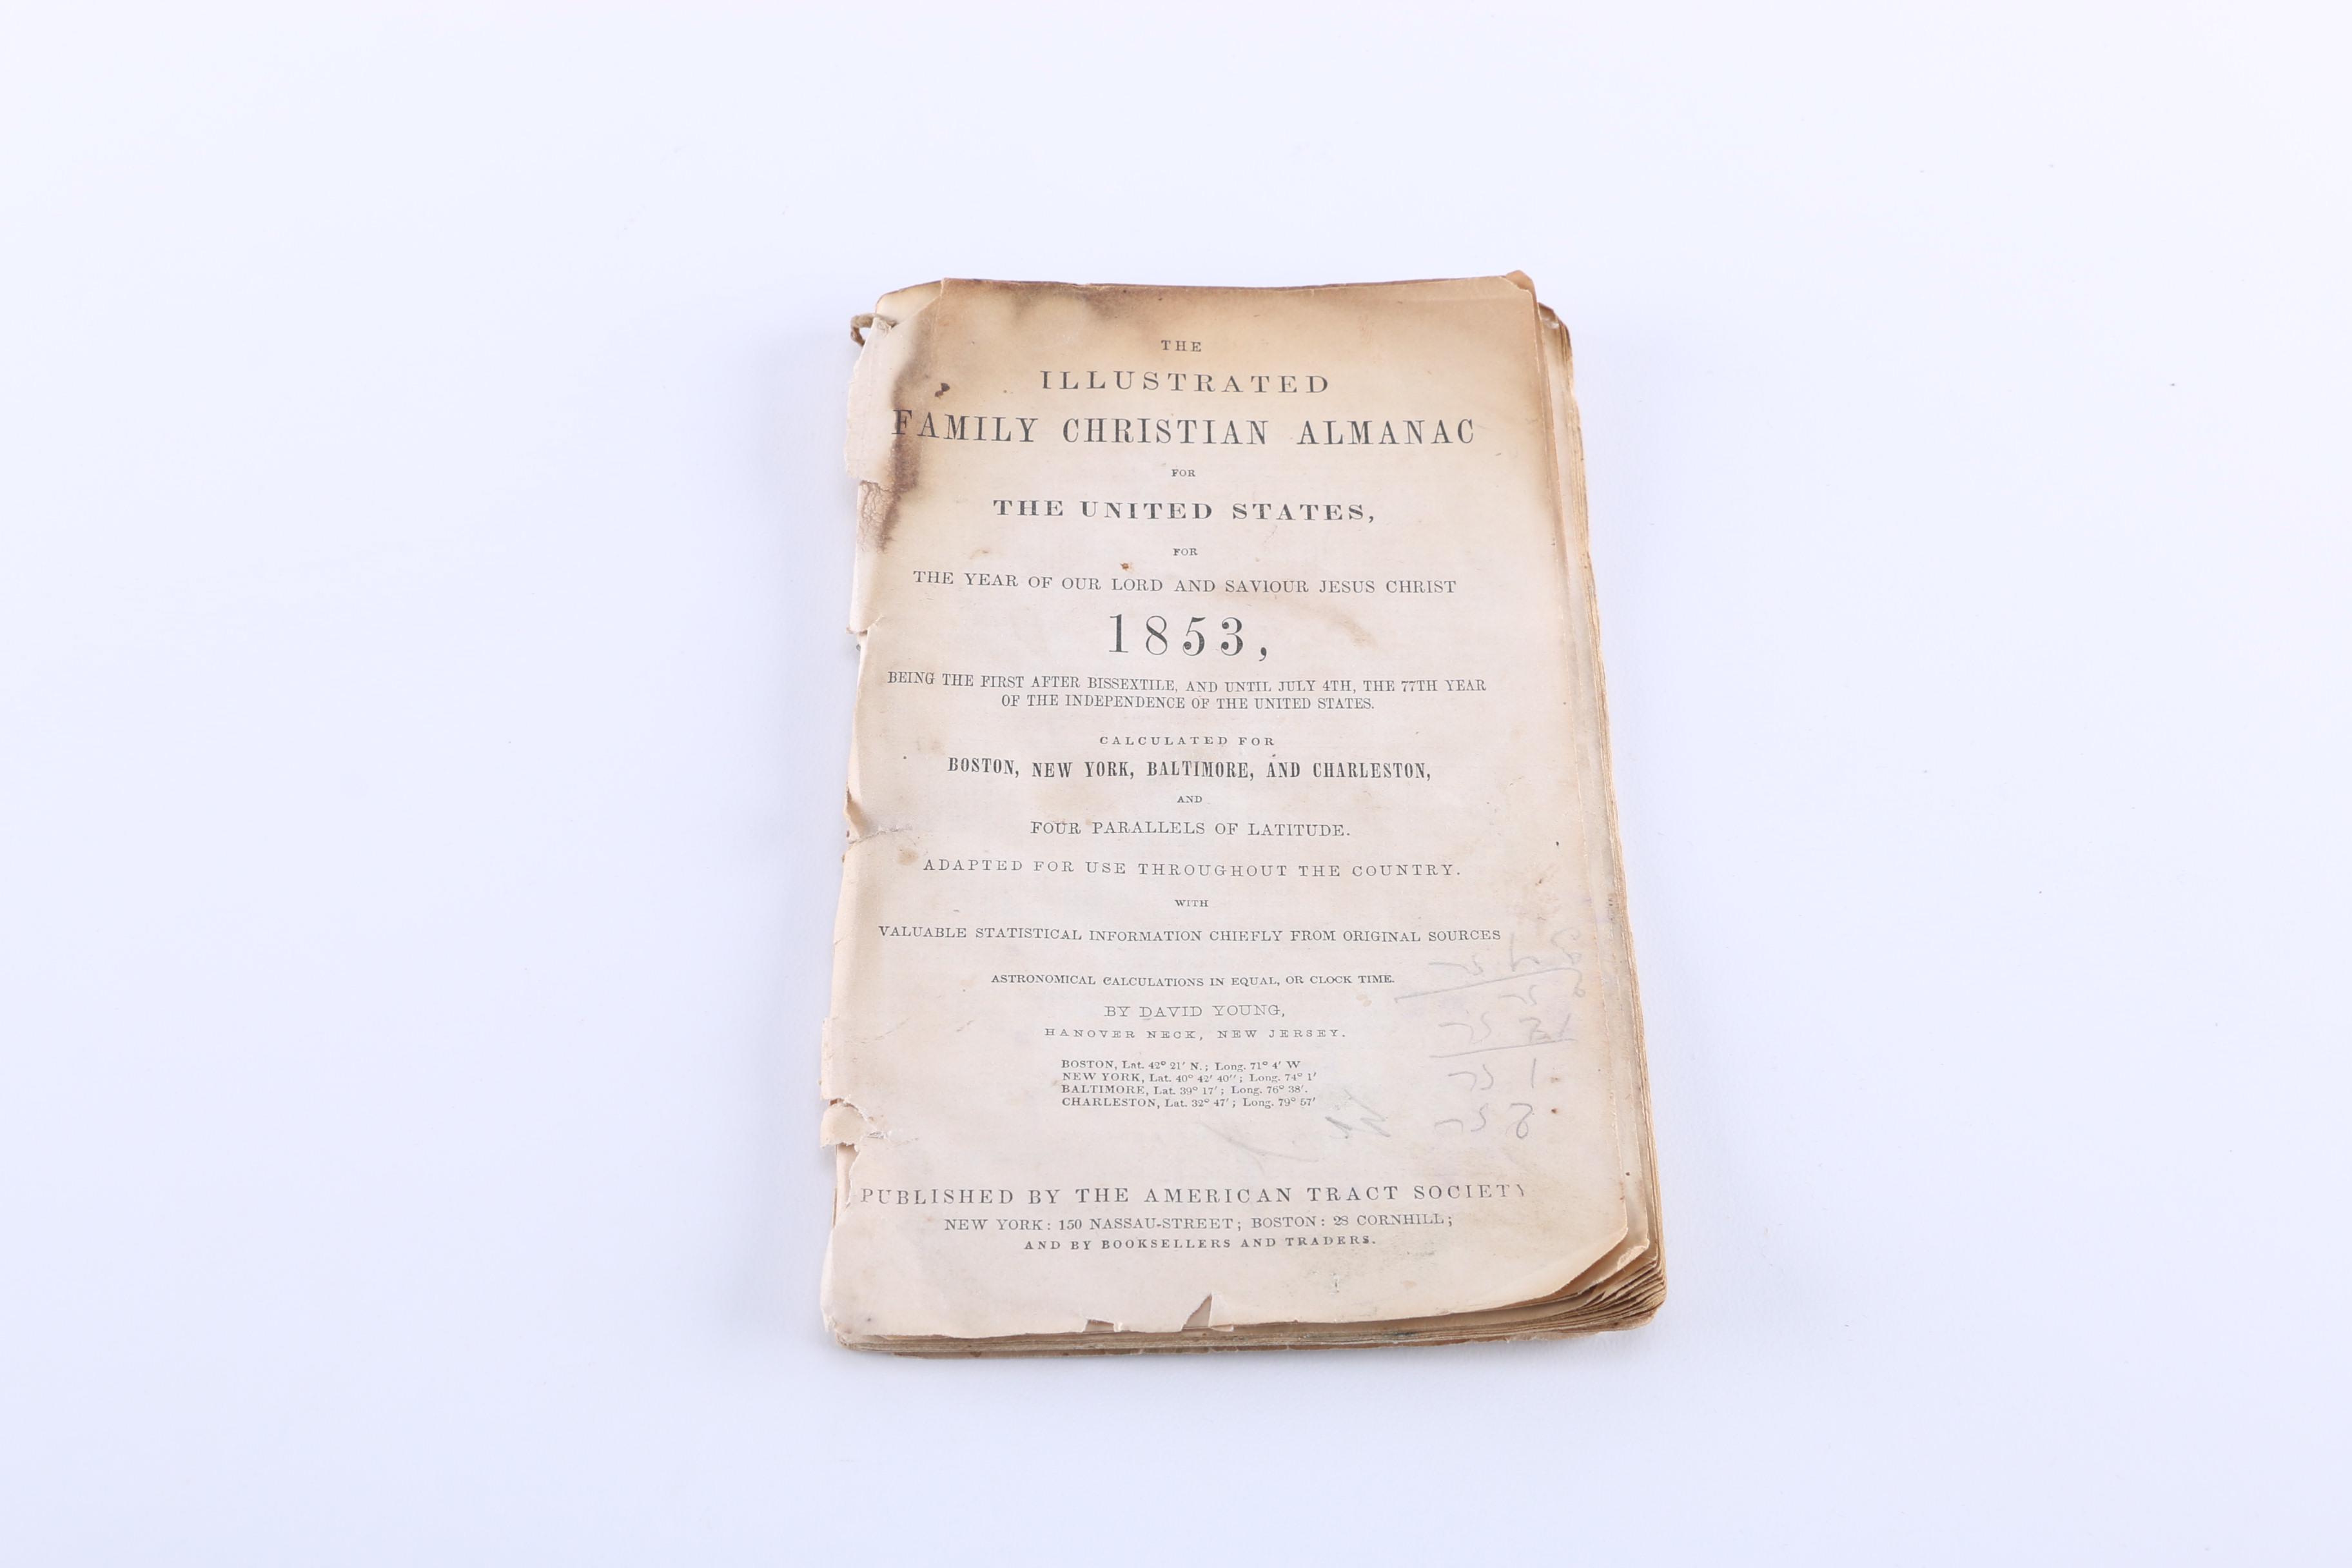 THE
ILLUSTRATED
FAMILY CHRISTIAN ALMANAC
FOR
THE UNITED STATES,
FOR
THE YEAR OF OUR LORD AND SAVIOUR JESUS CHRIST
1853,
BEING THE FIRST AFTER BISSEXTILE, AND UNTIL JULY 4TH, THE 77TH YEAR
OF THE INDEPENDENCE OF THE UNITED STATES.
CALCULATED FOR
BOSTON, NEW YORK, BALTIMORE, AND CHARLESTON,
AND
FOUR PARALLELS OF LATITUDE.
ADAPTED FOR USE THROUGHOUT THE COUNTRY.
WITH
VALUABLE STATISTICAL INFORMATION CHIEFLY FROM ORIGINAL SOURCES
ASTRONOMICAL CALCULATIONS IN EQUAL, OR CLOCK TIME.
BY DAVID YOUNG,
HANOVER NECK, NEW JERSEY.
BOSTON, Lat. 42° 21′ N.; Long. 71° 4′ W
NEW YORK, Lat. 40° 42′ 40″; Long. 74° 1′
BALTIMORE, Lat. 39° 17′; Long. 76° 38′.
CHARLESTON, Lat. 32° 47′; Long. 79° 57′
PUBLISHED BY THE AMERICAN TRACT SOCIETY
NEW YORK: 150 NASSAU-STREET; BOSTON: 28 CORNHILL;
AND BY BOOKSELLERS AND TRADERS.